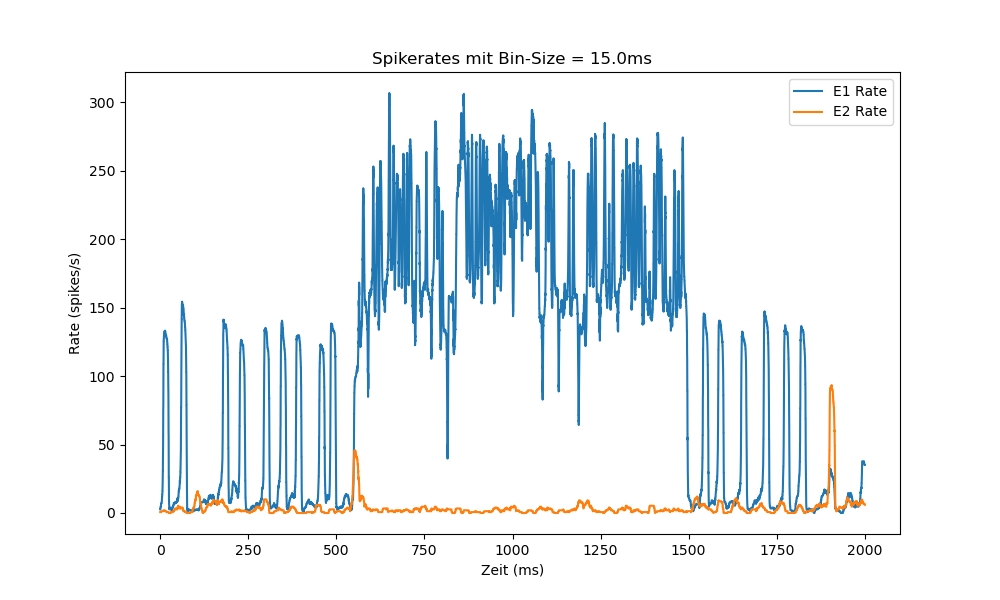 Spikerates mit Bin-Size = 15.0ms
E1 Rate
E2 Rate
Rate (spikes/s)
300
250
200
150
100
50
0
0 250 500 750 1000 1250 1500 1750 2000
Zeit (ms)